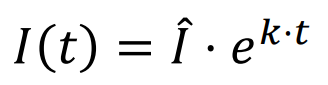 I(t) = Î · e^{k·t}